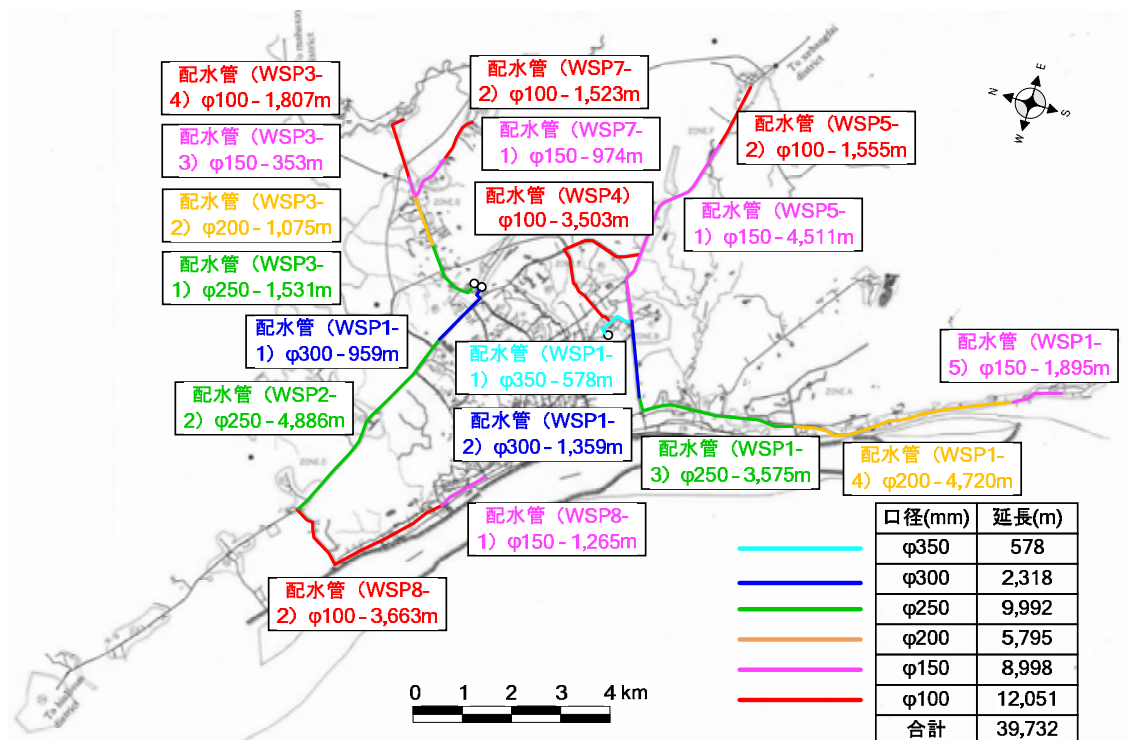 配水管（WSP3-
4）φ100－1,807m
配水管（WSP7-
2）φ100－1,523m
配水管（WSP3-
3）φ150－353m
配水管（WSP7-
1）φ150－974m
配水管（WSP5-
2）φ100－1,555m
配水管（WSP3-
2）φ200－1,075m
配水管（WSP4）
φ100－3,503m
配水管（WSP5-
1）φ150－4,511m
配水管（WSP3-
1）φ250－1,531m
配水管（WSP1-
1）φ300－959m
配水管（WSP1-
1）φ350－578m
配水管（WSP1-
5）φ150－1,895m
配水管（WSP2-
2）φ250－4,886m
配水管（WSP1-
2）φ300－1,359m
配水管（WSP1-
3）φ250－3,575m
配水管（WSP1-
4）φ200－4,720m
配水管（WSP8-
1）φ150－1,265m
配水管（WSP8-
2）φ100－3,663m
N E S W
ZONE.F
ZONE.G
ZONE.B
ZONE.A
ZONE.D
district
district
To
district
口径(mm) 延長(m)
φ350 578
φ300 2,318
φ250 9,992
φ200 5,795
φ150 8,998
φ100 12,051
合計 39,732
0 1 2 3 4 km